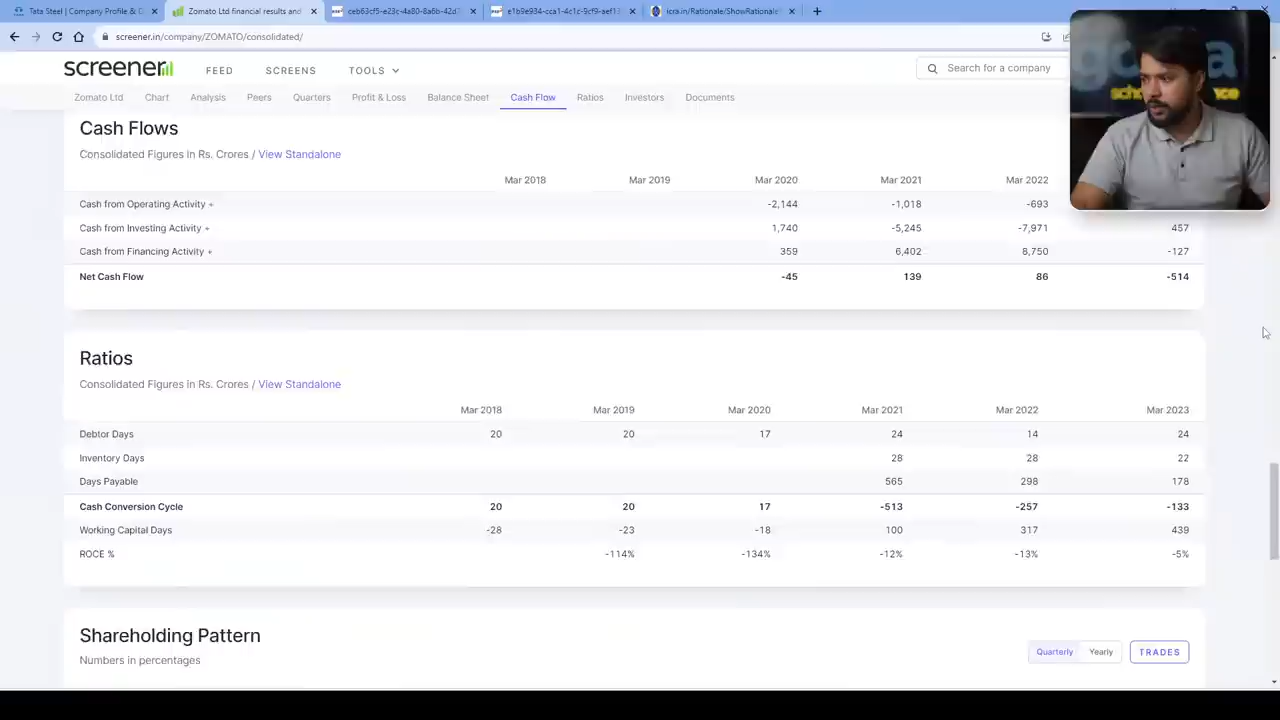 Tata Steel | Company Profile & C
Zomato Ltd financial results and
ceb63cf5-e23c-4a80-8a6b-42d7
e1b9e934-cca1-4c1c-9cf9-aef13
icra.in/Rationale/ShowRationale
screener.in/company/ZOMATO/consolidated/
screener
FEED SCREENS TOOLS
Search for a company
Zomato Ltd Chart Analysis Peers Quarters Profit & Loss Balance Sheet Cash Flow Ratios Investors Documents
Cash Flows
Consolidated Figures in Rs. Crores / View Standalone
Mar 2018 Mar 2019 Mar 2020 Mar 2021 Mar 2022
Cash from Operating Activity + -2,144 -1,018 -693
Cash from Investing Activity + 1,740 -5,245 -7,971 457
Cash from Financing Activity + 359 6,402 8,750 -127
Net Cash Flow -45 139 86 -514
Ratios
Consolidated Figures in Rs. Crores / View Standalone
Mar 2018 Mar 2019 Mar 2020 Mar 2021 Mar 2022 Mar 2023
Debtor Days 20 20 17 24 14 24
Inventory Days 28 28 22
Days Payable 565 298 178
Cash Conversion Cycle 20 20 17 -513 -257 -133
Working Capital Days -28 -23 -18 100 317 439
ROCE % -114% -134% -12% -13% -5%
Shareholding Pattern
Numbers in percentages
Quarterly Yearly TRADES